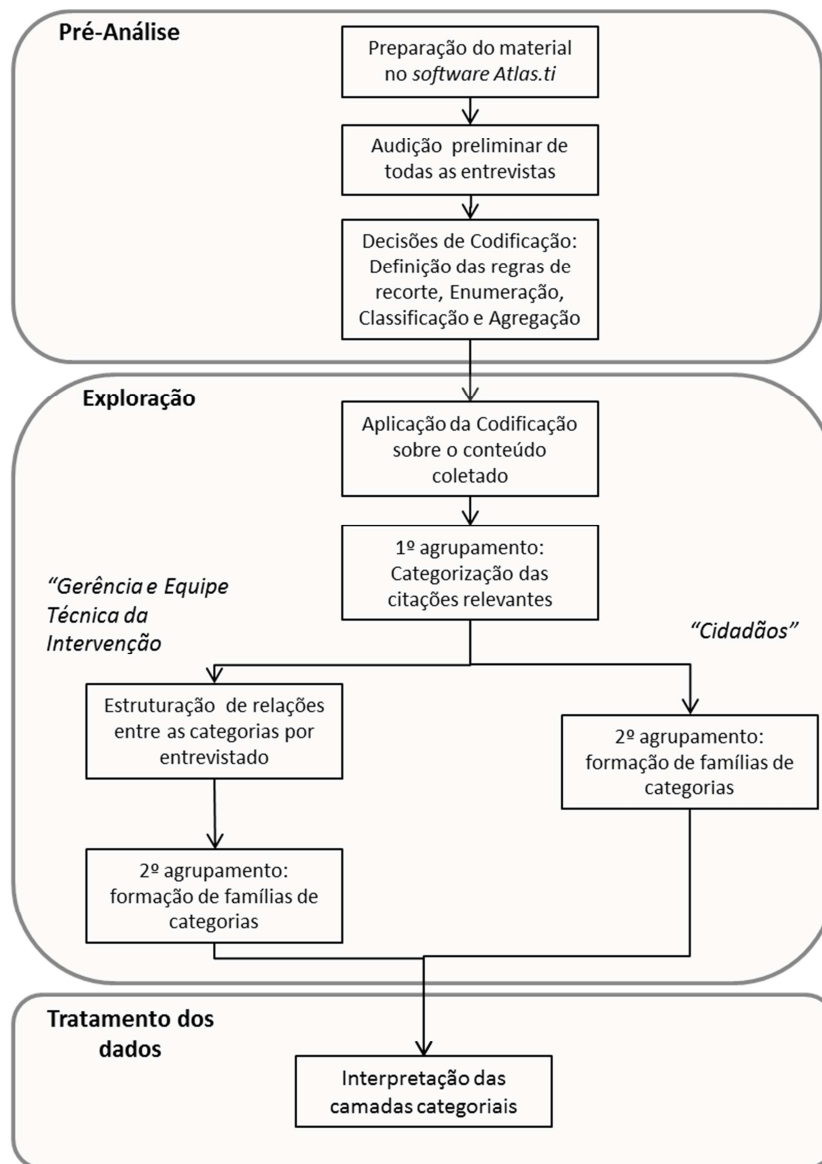 Pré-Análise
Preparação do material
no software Atlas.ti
Audição preliminar de
todas as entrevistas
Decisões de Codificação:
Definição das regras de
recorte, Enumeração,
Classificação e Agregação
Exploração
Aplicação da Codificação
sobre o conteúdo
coletado
1º agrupamento:
Categorização das
citações relevantes
“Gerência e Equipe
Técnica da
Intervenção
“Cidadãos”
Estruturação de relações
entre as categorias por
entrevistado
2º agrupamento:
formação de famílias de
categorias
2º agrupamento:
formação de famílias de
categorias
Tratamento dos
dados
Interpretação das
camadas categoriais